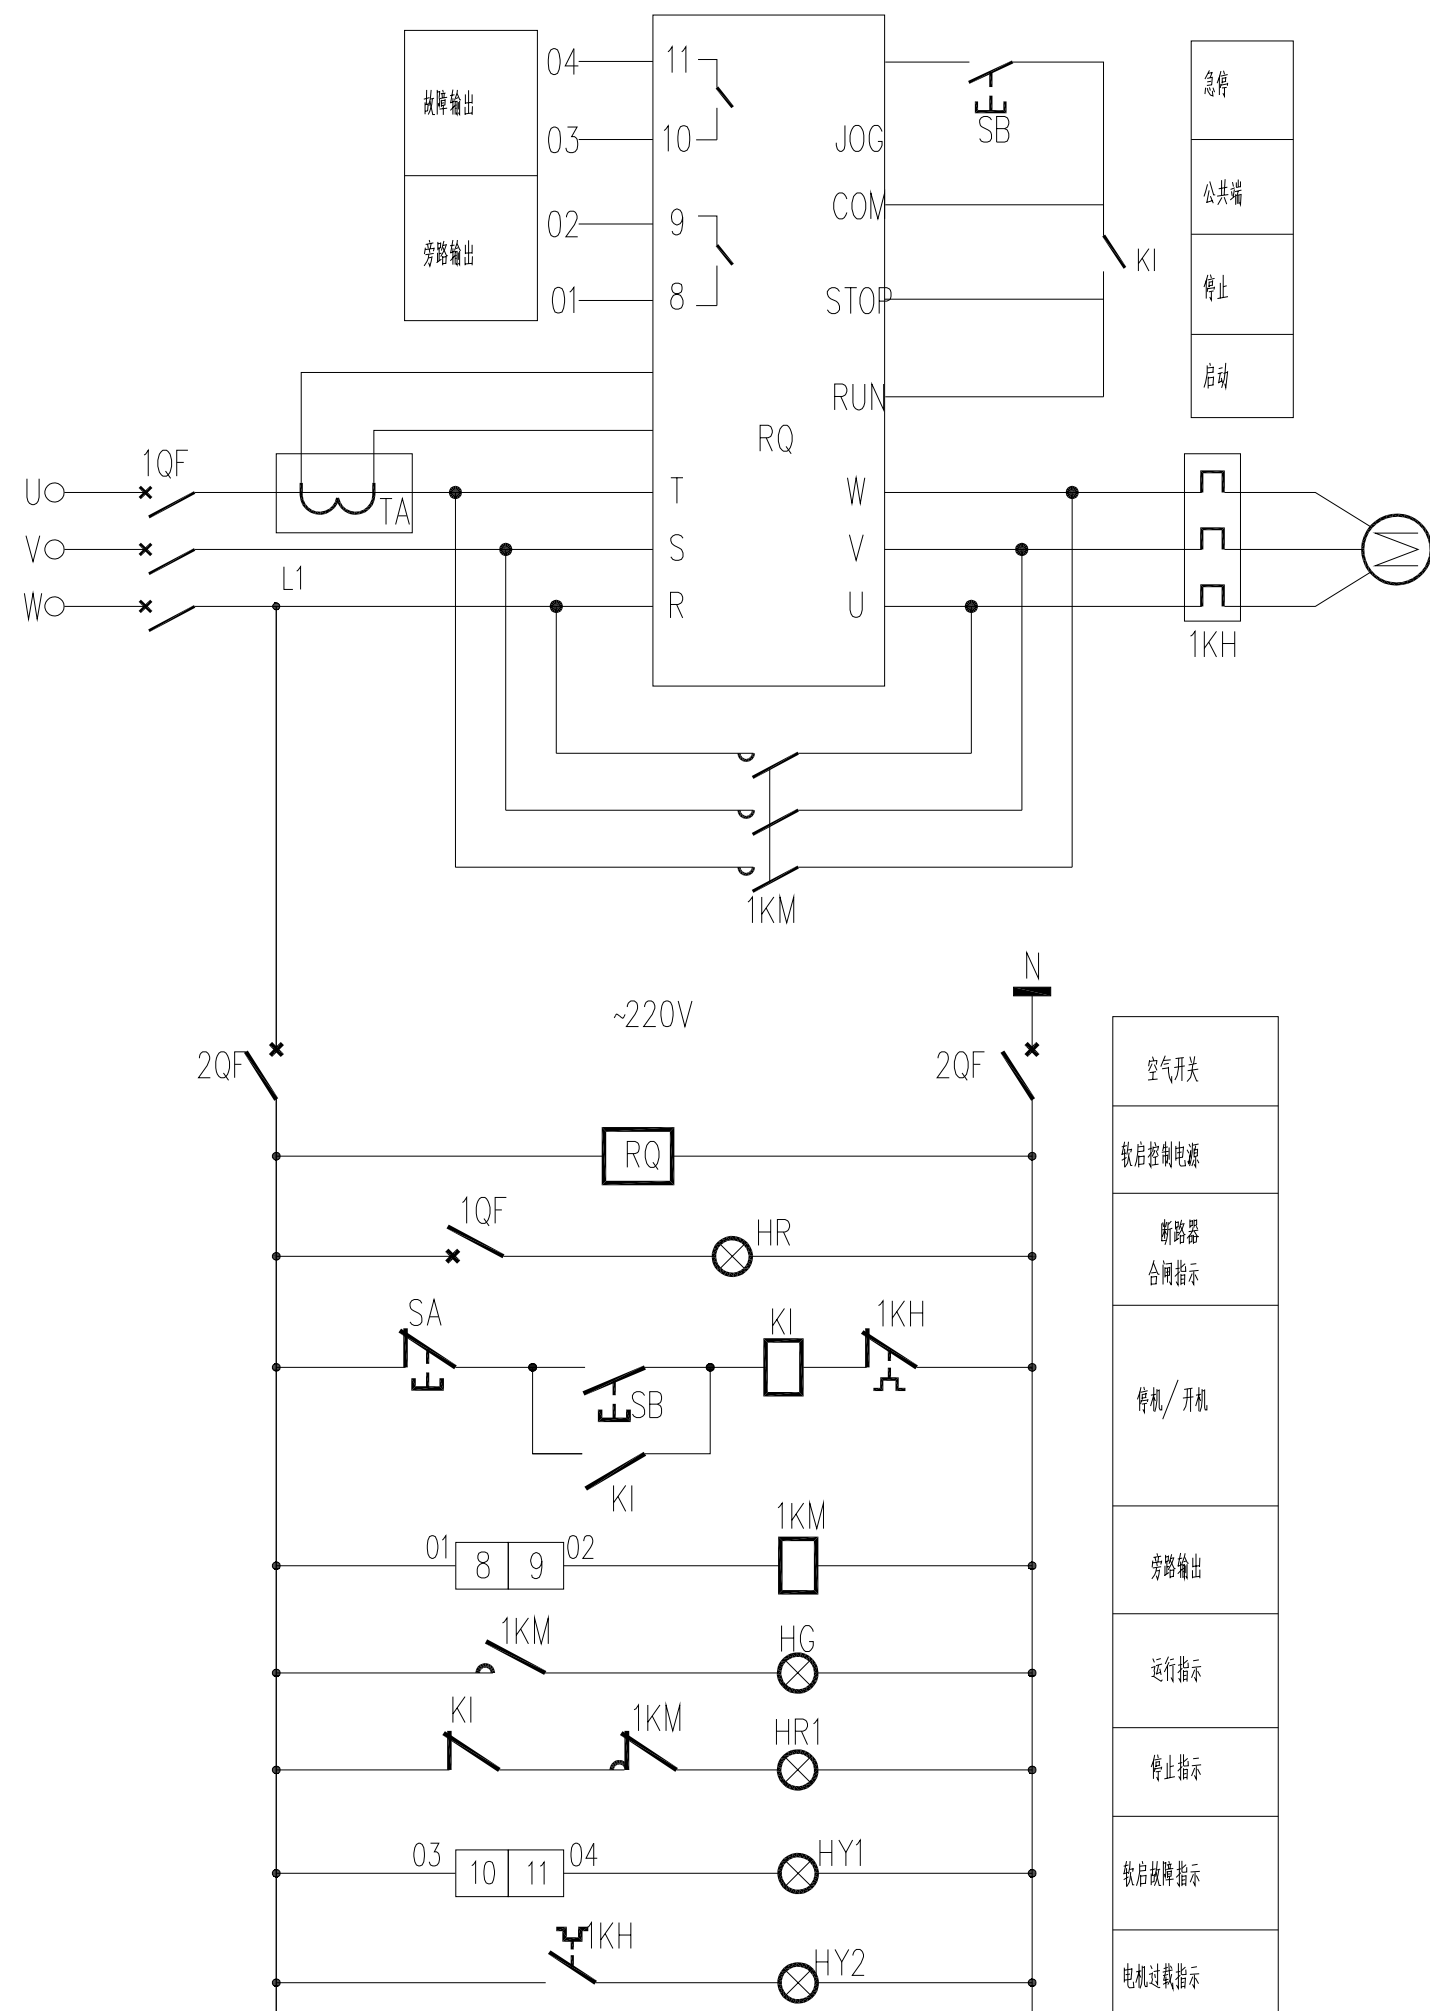 04
11
急停
故障输出
SB
03
10
JOG
公共端
COM
02
9
旁路输出
KI
停止
01
8
STOP
启动
RUN
RQ
1QF
U
TA
T
W
V
S
V
M
L1
W
R
U
1KH
1KM
N
~220V
2QF
2QF
空气开关
RQ
软启控制电源
1QF
HR
断路器
合闸指示
SA
KI
1KH
SB
停机/开机
KI
1KM
01
8
9
02
旁路输出
1KM
HG
运行指示
KI
1KM
HR1
停止指示
03
10
11
04
HY1
软启故障指示
1KH
HY2
电机过载指示